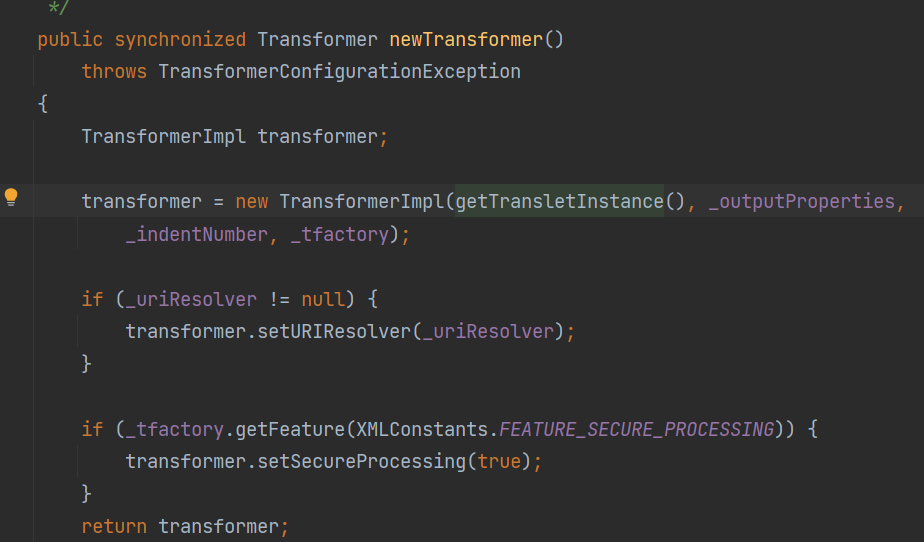 */
public synchronized Transformer newTransformer()
throws TransformerConfigurationException
{
TransformerImpl transformer;
transformer = new TransformerImpl(getTransletInstance(), _outputProperties,
_indentNumber, _tfactory);
if (_uriResolver != null) {
transformer.setURIResolver(_uriResolver);
}
if (_tfactory.getFeature(XMLConstants.FEATURE_SECURE_PROCESSING)) {
transformer.setSecureProcessing(true);
}
return transformer;